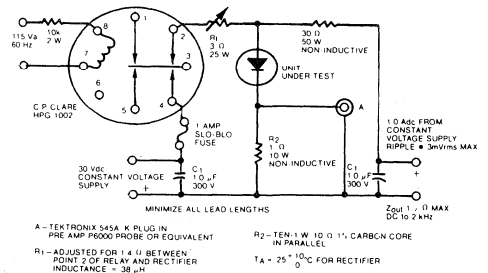 115 Va
60 Hz
10k
2 W
8
7
6
5
1
2
3
4
C P CLARE
HPG 1002
R1
3 Ω
25 W
30 Ω
50 W
NON INDUCTIVE
UNIT
UNDER TEST
A
1 AMP
SLO-BLO
FUSE
R2
1 Ω
10 W
NON-INDUCTIVE
1 0 Adc FROM
CONSTANT
VOLTAGE SUPPLY
RIPPLE • 3mVrms MAX
30 Vdc
CONSTANT VOLTAGE
SUPPLY
+
C1
1 0 µF
300 V
C1
1 0 µF
300 V
+
Zout MAX
DC to 2 kHz
MINIMIZE ALL LEAD LENGTHS
A – TEKTRONIX 545A K PLUG IN
PRE AMP P6000 PROBE OR EQUIVALENT
R1 – ADJUSTED FOR 1 4 Ω BETWEEN
POINT 2 OF RELAY AND RECTIFIER
INDUCTANCE = 38 µH
R2 – TEN-1 W 10 Ω 1% CARBON CORE
IN PARALLEL
TA = 25 +10 0 °C FOR RECTIFIER